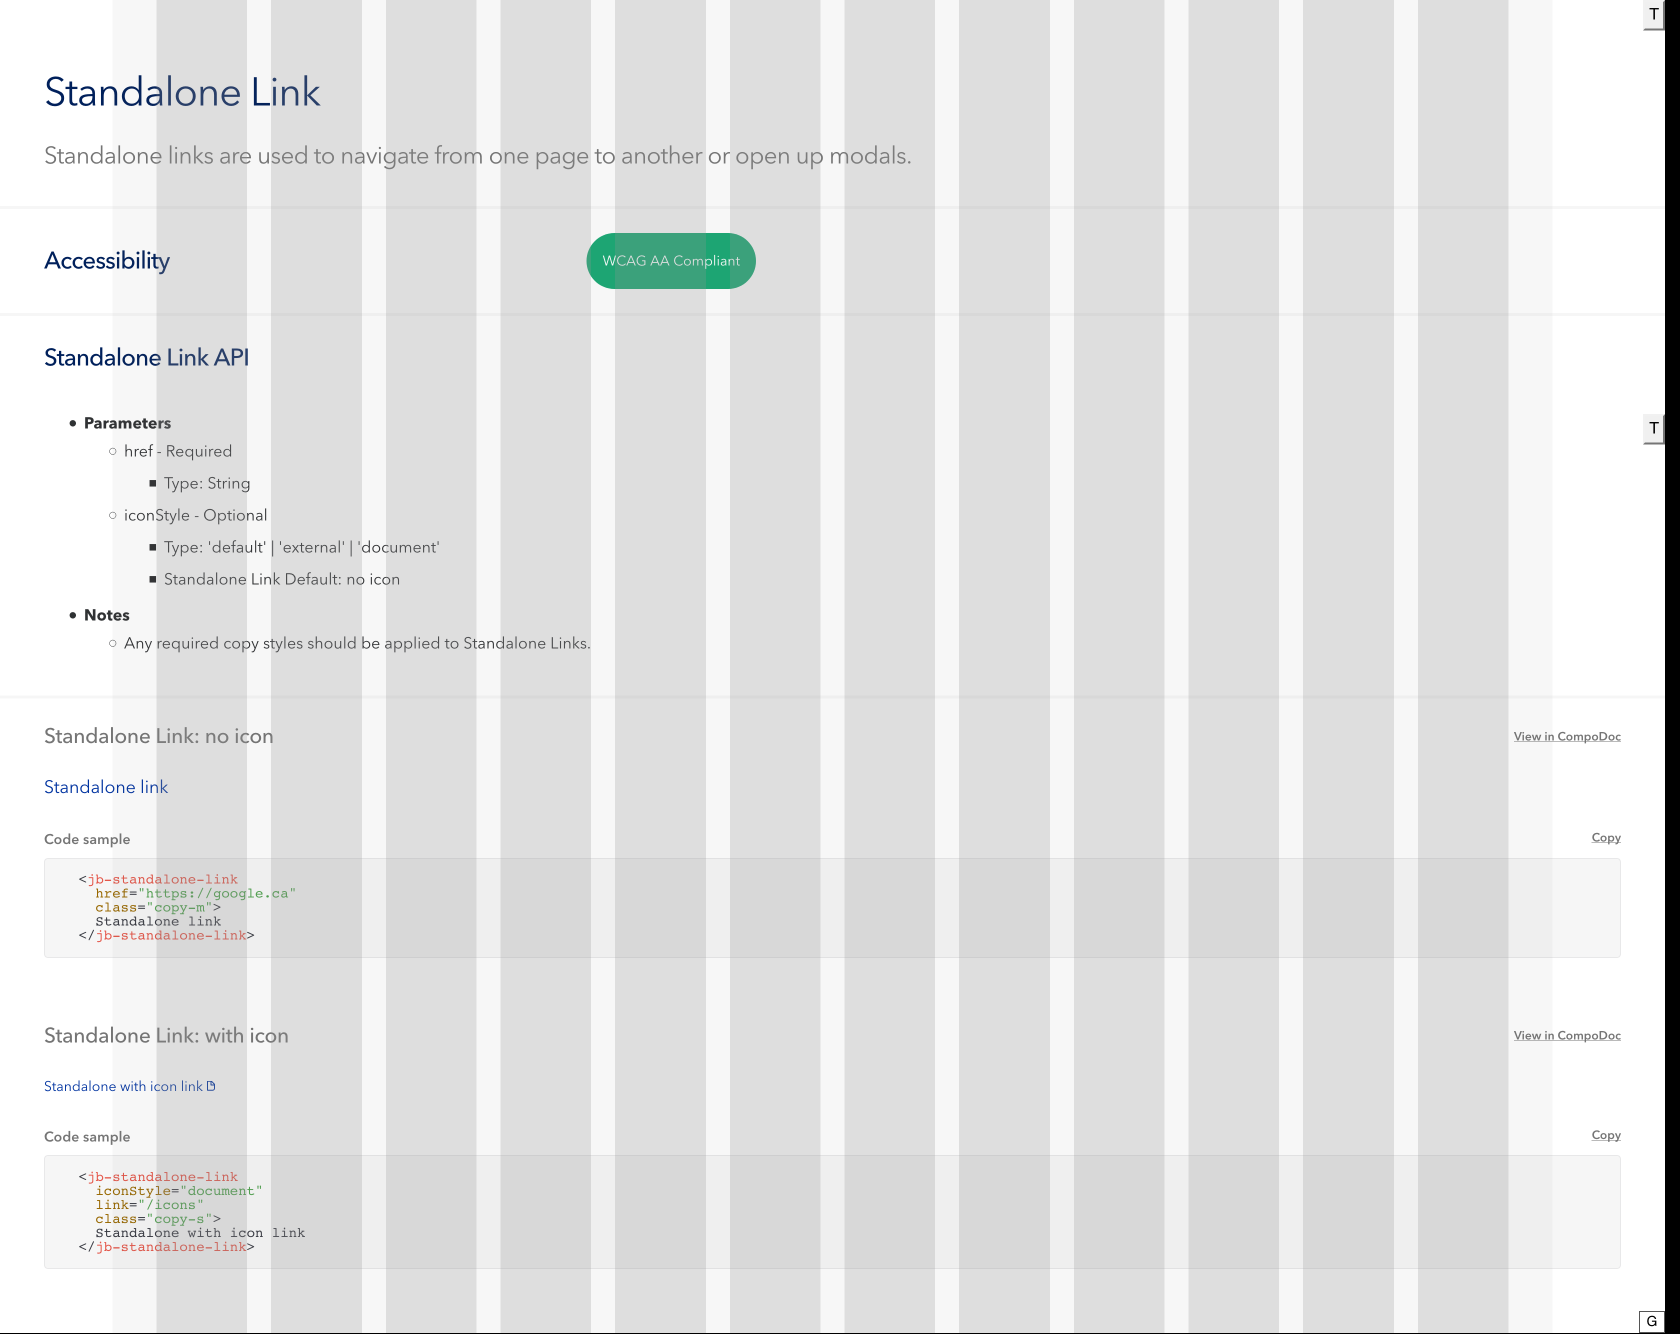 T
Standalone Link
Standalone links are used to navigate from one page to another or open up modals.
Accessibility
WCAG AA Compliant
Standalone Link API
• Parameters
○ href - Required
▪ Type: String
○ iconStyle - Optional
▪ Type: 'default' | 'external' | 'document'
▪ Standalone Link Default: no icon
• Notes
○ Any required copy styles should be applied to Standalone Links.
T
Standalone Link: no icon
View in CompoDoc
Standalone link
Code sample
Copy
<jb-standalone-link
  href="https://google.ca"
  class="copy-m">
  Standalone link
</jb-standalone-link>
Standalone Link: with icon
View in CompoDoc
Standalone with icon link
Code sample
Copy
<jb-standalone-link
  iconStyle="document"
  link="/icons"
  class="copy-s">
  Standalone with icon link
</jb-standalone-link>
G